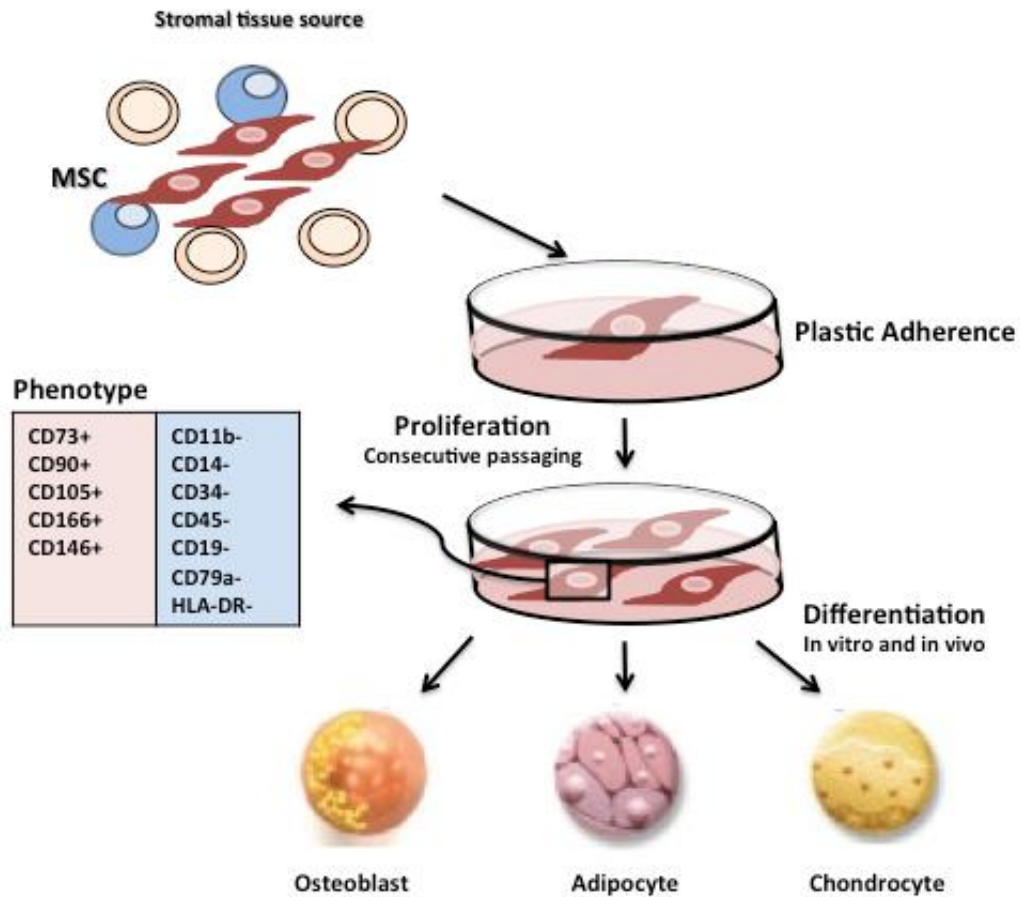 Stromal tissue source
MSC
Plastic Adherence
Proliferation
Consecutive passaging
Phenotype
CD73+
CD90+
CD105+
CD166+
CD146+
CD11b-
CD14-
CD34-
CD45-
CD19-
CD79a-
HLA-DR-
Differentiation
In vitro and in vivo
Osteoblast
Adipocyte
Chondrocyte